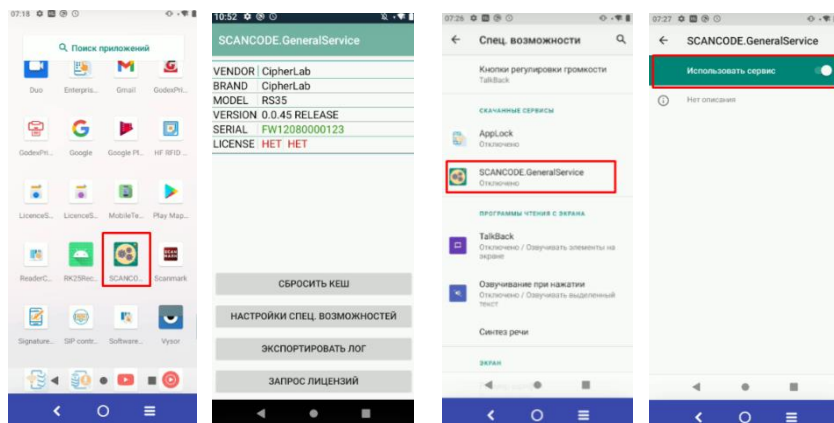 07:18
Поиск приложений
Duo
Enterpris...
Gmail
GodexPri...
GodexPri...
Google
Google Pl...
HF RFID ...
LicenceS...
LicenceS...
MobileTe...
Play Мар...
ReaderC...
RK25Rec...
SCANCO...
Scanmark
Signature...
SIP contr...
Software...
Vysor
10:52
SCANCODE.GeneralService
VENDOR CipherLab
BRAND CipherLab
MODEL RS35
VERSION 0.0.45 RELEASE
SERIAL FW12080000123
LICENSE НЕТ НЕТ
СБРОСИТЬ КЕШ
НАСТРОЙКИ СПЕЦ. ВОЗМОЖНОСТЕЙ
ЭКСПОРТИРОВАТЬ ЛОГ
ЗАПРОС ЛИЦЕНЗИЙ
07:26
Спец. возможности
Кнопки регулировки громкости
TalkBack
СКАЧАННЫЕ СЕРВИСЫ
AppLock
Отключено
SCANCODE.GeneralService
Отключено
ПРОГРАММЫ ЧТЕНИЯ С ЭКРАНА
TalkBack
Отключено / Озвучивать элементы на
экране
Озвучивание при нажатии
Отключено / Озвучивать выделенный
текст
Синтез речи
ЭКРАН
07:27
SCANCODE.GeneralService
Использовать сервис
Нет описания